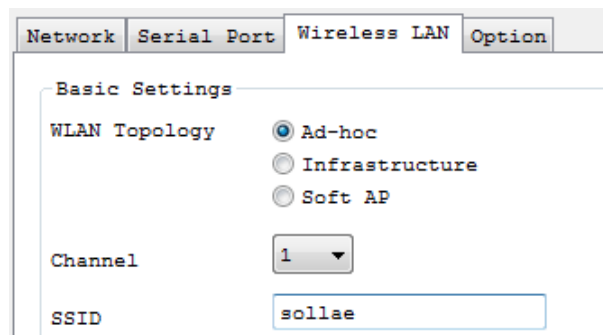 Network Serial Port Wireless LAN Option
Basic Settings
WLAN Topology Ad-hoc
Infrastructure
Soft AP
Channel 1
SSID sollae